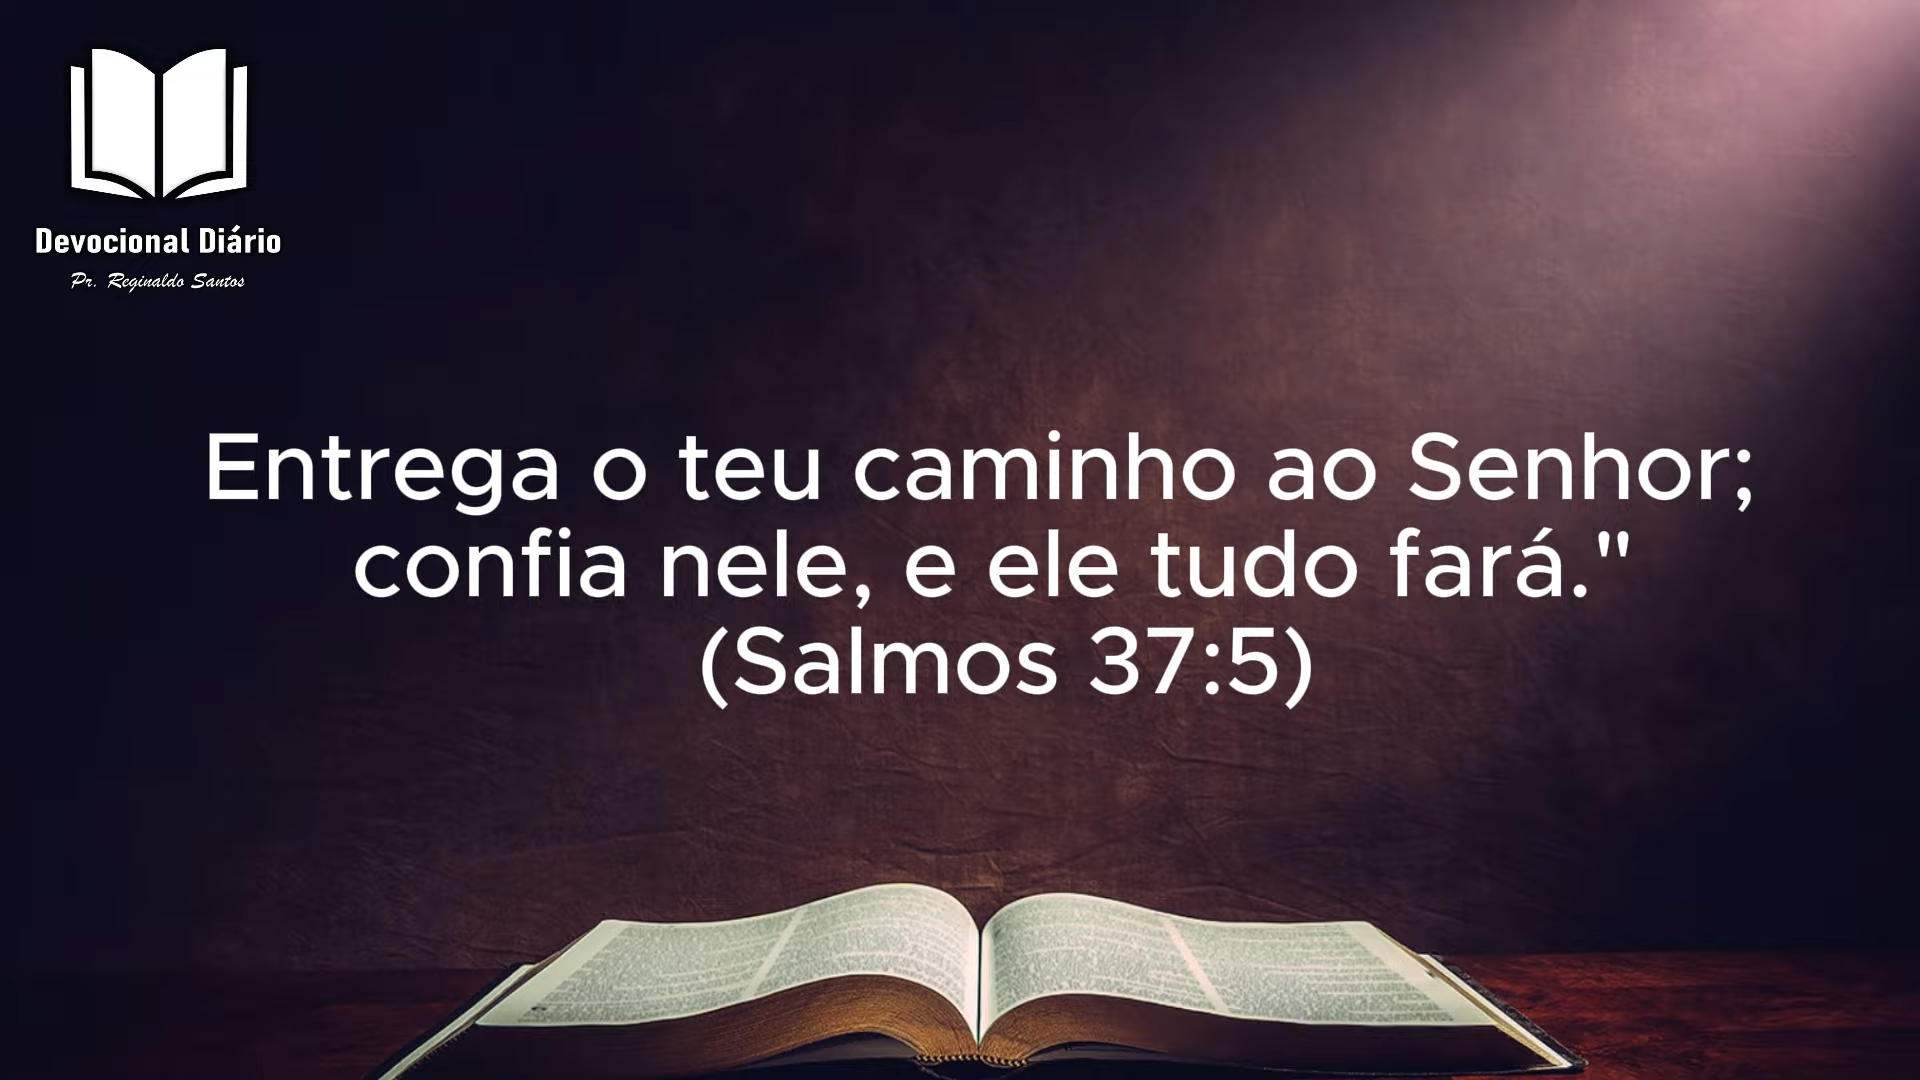 Devocional Diário
Pr. Reginaldo Santos
Entrega o teu caminho ao Senhor;
confia nele, e ele tudo fará."
(Salmos 37:5)